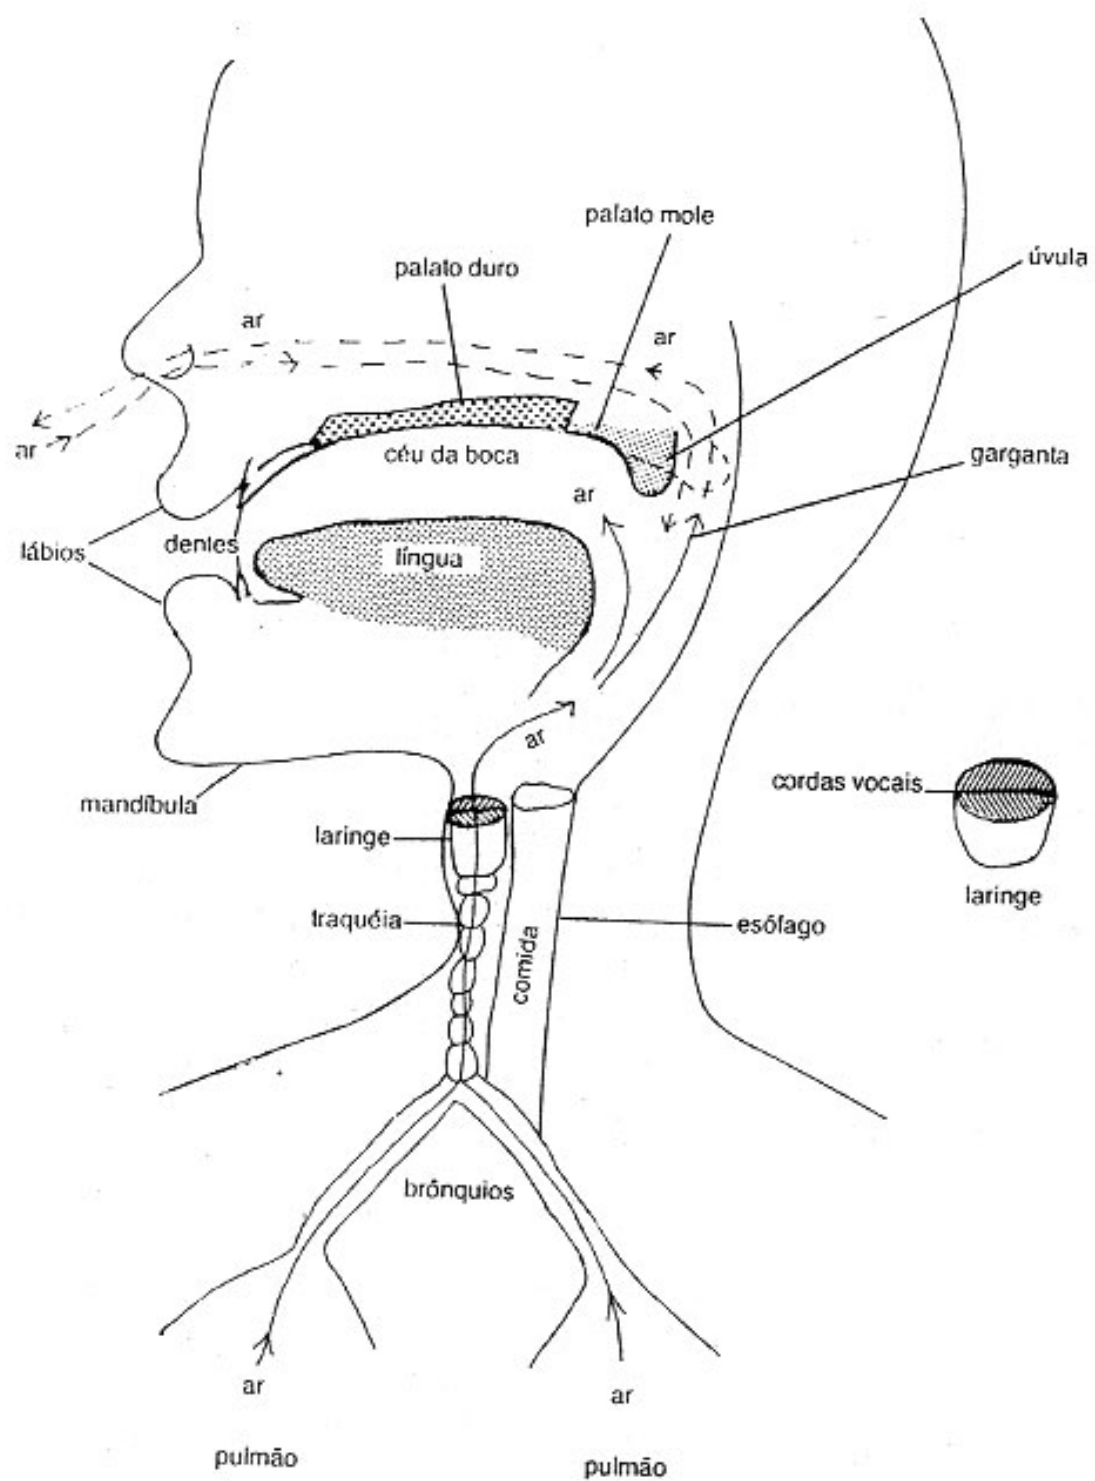 palato mole
úvula
palato duro
ar
ar
ar
garganta
céu da boca
ar
lábios
dentes
língua
ar
mandíbula
cordas vocais
laringe
laringe
traquéia
esófago
comida
brônquios
ar
ar
pulmão
pulmão